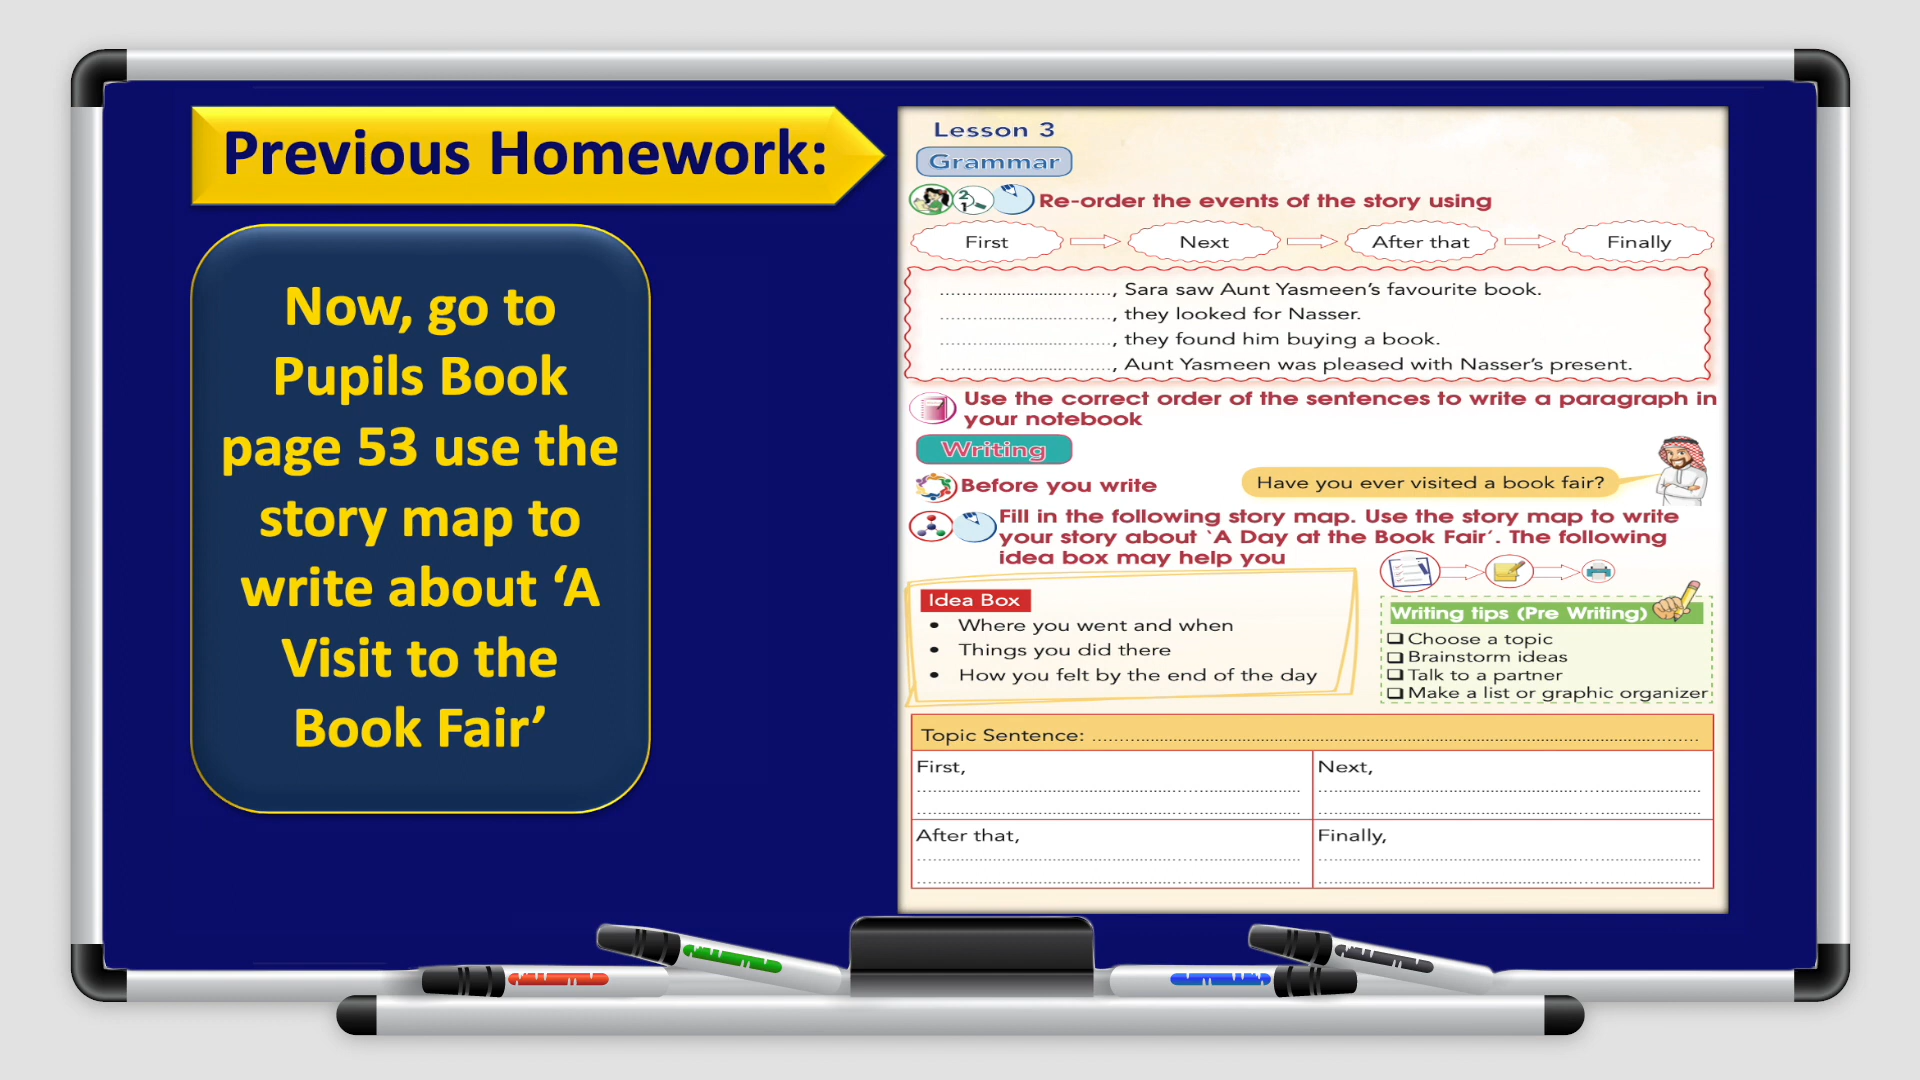 Previous Homework:
Now, go to
Pupils Book
page 53 use the
story map to
write about ‘A
Visit to the
Book Fair’
Lesson 3
Grammar
Re-order the events of the story using
First
Next
After that
Finally
......................................., Sara saw Aunt Yasmeen’s favourite book.
......................................., they looked for Nasser.
......................................., they found him buying a book.
......................................., Aunt Yasmeen was pleased with Nasser’s present.
Use the correct order of the sentences to write a paragraph in
your notebook
Writing
Before you write
Have you ever visited a book fair?
Fill in the following story map. Use the story map to write
your story about `A Day at the Book Fair´. The following
idea box may help you
Idea Box
• Where you went and when
• Things you did there
• How you felt by the end of the day
Writing tips (Pre Writing)
❑ Choose a topic
❑ Brainstorm ideas
❑ Talk to a partner
❑ Make a list or graphic organizer
Topic Sentence: ........................................
First,
Next,
After that,
Finally,